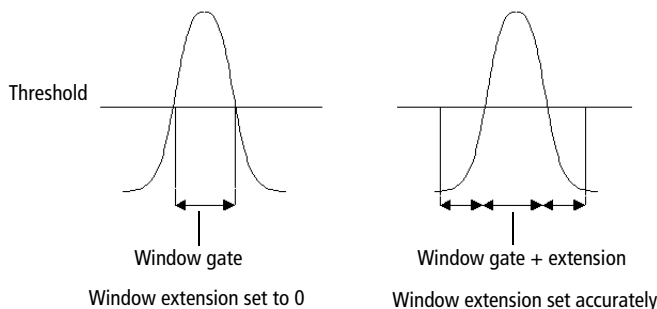 Threshold
Window gate
Window gate + extension
Window extension set to 0
Window extension set accurately